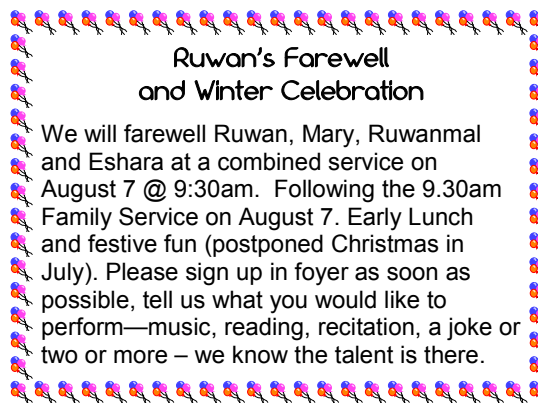 Ruwan's Farewell
and Winter Celebration
We will farewell Ruwan, Mary, Ruwanmal
and Eshara at a combined service on
August 7 @ 9:30am.  Following the 9.30am
Family Service on August 7. Early Lunch
and festive fun (postponed Christmas in
July). Please sign up in foyer as soon as
possible, tell us what you would like to
perform—music, reading, recitation, a joke or
two or more – we know the talent is there.